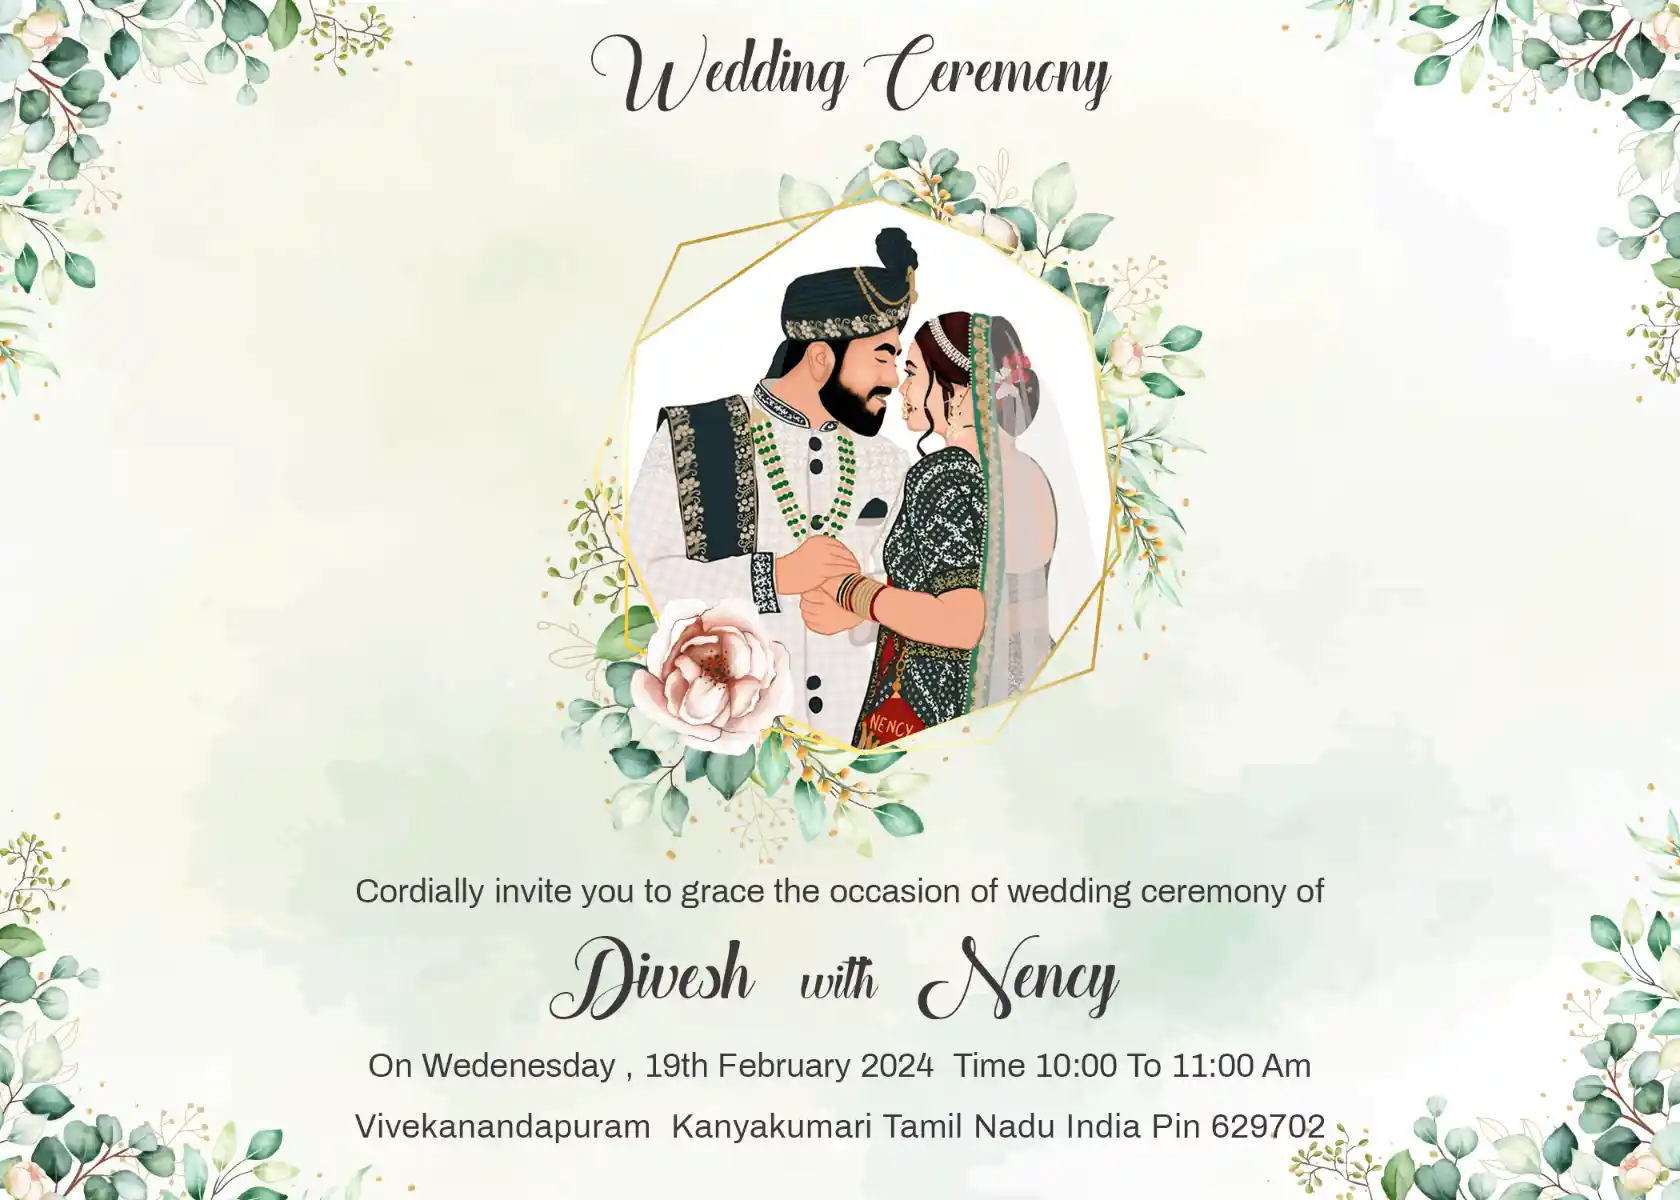 Wedding Ceremony
NENCY
Cordially invite you to grace the occasion of wedding ceremony of
Divesh with Nency
On Wedenesday , 19th February 2024 Time 10:00 To 11:00 Am
Vivekanandapuram Kanyakumari Tamil Nadu India Pin 629702